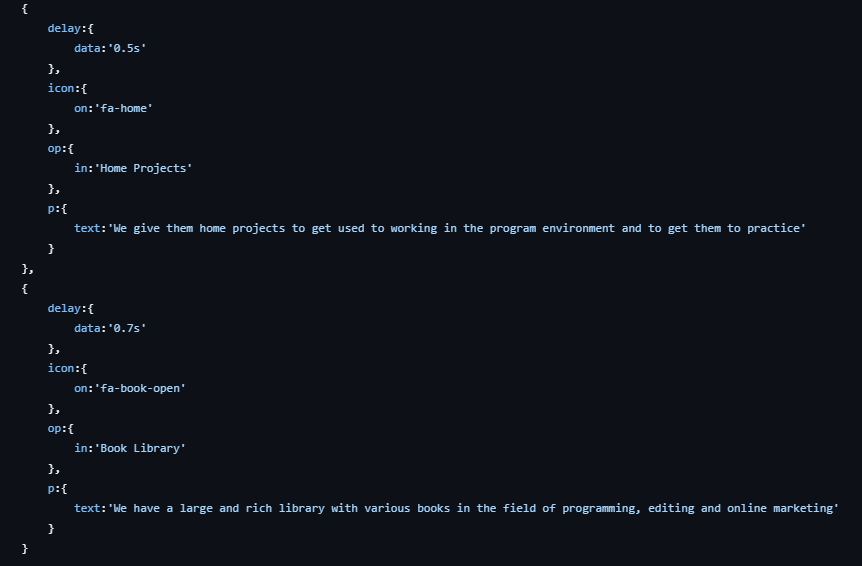 {
    delay:{
        data:'0.5s'
    },
    icon:{
        on:'fa-home'
    },
    op:{
        in:'Home Projects'
    },
    p:{
        text:'We give them home projects to get used to working in the program environment and to get them to practice'
    }
},
{
    delay:{
        data:'0.7s'
    },
    icon:{
        on:'fa-book-open'
    },
    op:{
        in:'Book Library'
    },
    p:{
        text:'We have a large and rich library with various books in the field of programming, editing and online marketing'
    }
}